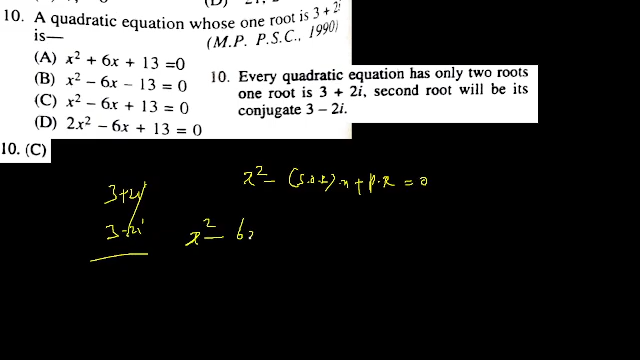 10. A quadratic equation whose one root is 3 + 2i
is—
(M.P. P.S.C., 1990)
(A) x² + 6x + 13 =0
(B) x² − 6x − 13 = 0
(C) x² − 6x + 13 = 0
(D) 2x² − 6x + 13 = 0
10. Every quadratic equation has only two roots
one root is 3 + 2i, second root will be its
conjugate 3 − 2i.
10. (C)
3+2i
3-2i
x² - (S.O.R).x + P.R = 0
x² - 6x